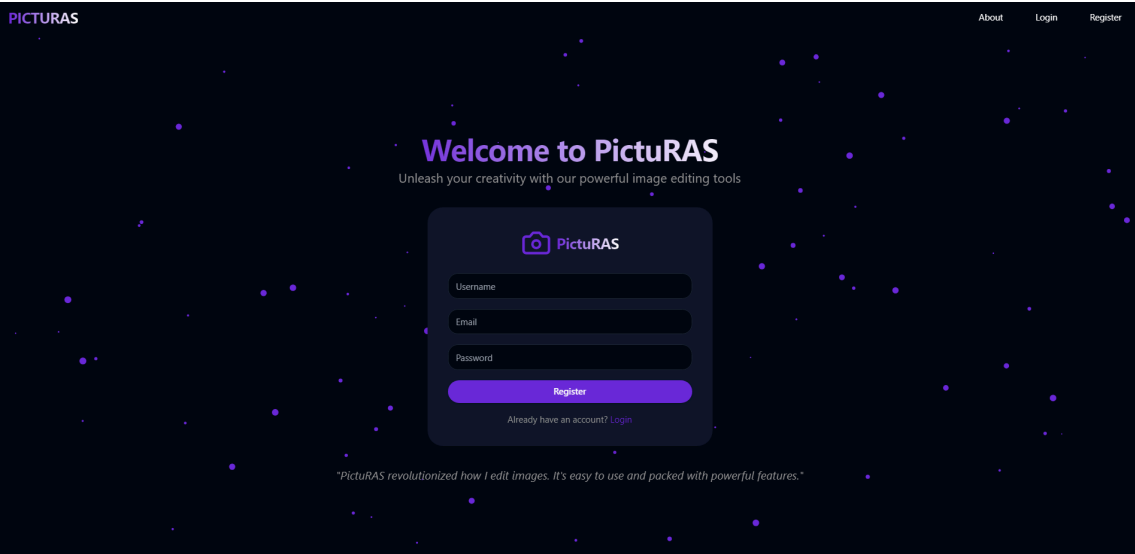 PICTURAS
About
Login
Register
Welcome to PictuRAS
Unleash your creativity with our powerful image editing tools
PictuRAS
Username
Email
Password
Register
Already have an account? Login
"PictuRAS revolutionized how I edit images. It's easy to use and packed with powerful features."